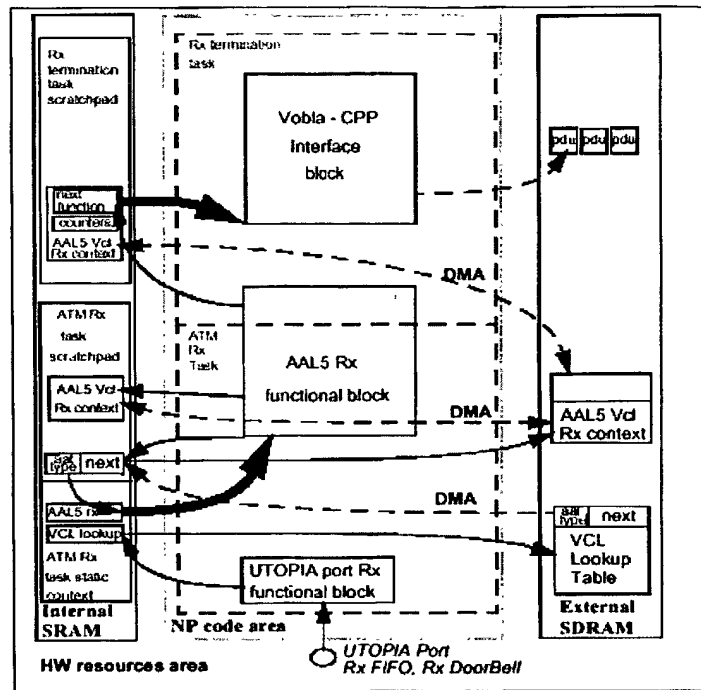 Rx
termination
task
scratchpad
next
function
counters
AAL5 Vcl
Rx context
ATM Rx
task
scratchpad
AAL5 Vcl
Rx context
aal
type
next
AAL5 rx
VCL lookup
ATM Rx
task static
context
Internal
SRAM
Rx termination
task
Vobla - CPP
Interface
block
DMA
ATM
Rx
Task
AAL5 Rx
functional block
DMA
DMA
UTOPIA port Rx
functional block
NP code area
UTOPIA Port
Rx FIFO, Rx DoorBell
pdu
pdu
pdu
AAL5 Vcl
Rx context
aal
type
next
VCL
Lookup
Table
External
SDRAM
HW resources area